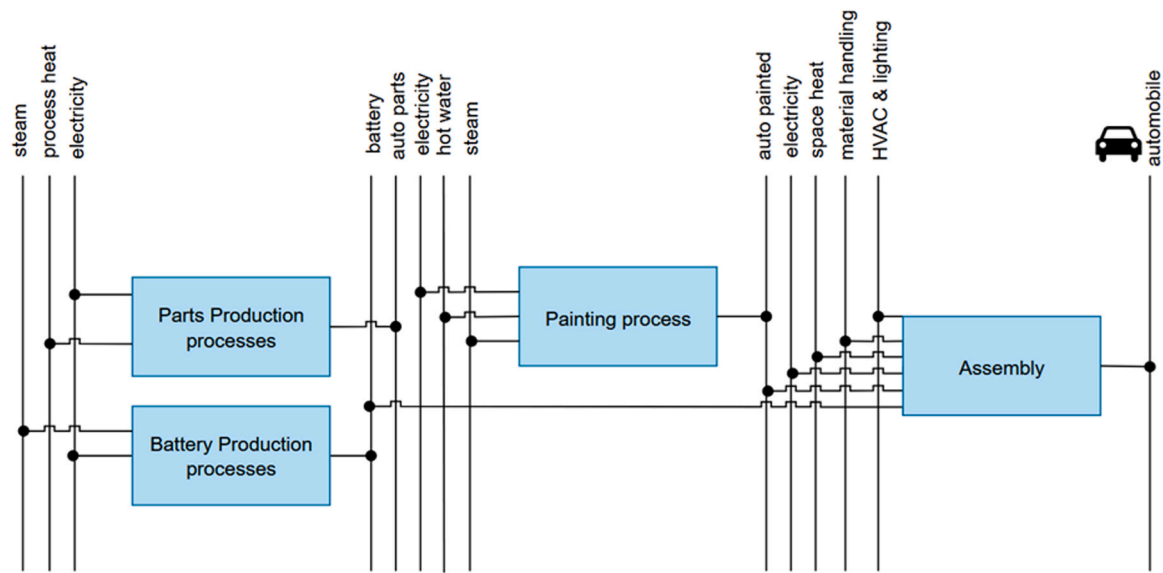 steam
process heat
electricity
battery
auto parts
electricity
hot water
steam
auto painted
electricity
space heat
material handling
HVAC & lighting
automobile
Parts Production
processes
Battery Production
processes
Painting process
Assembly